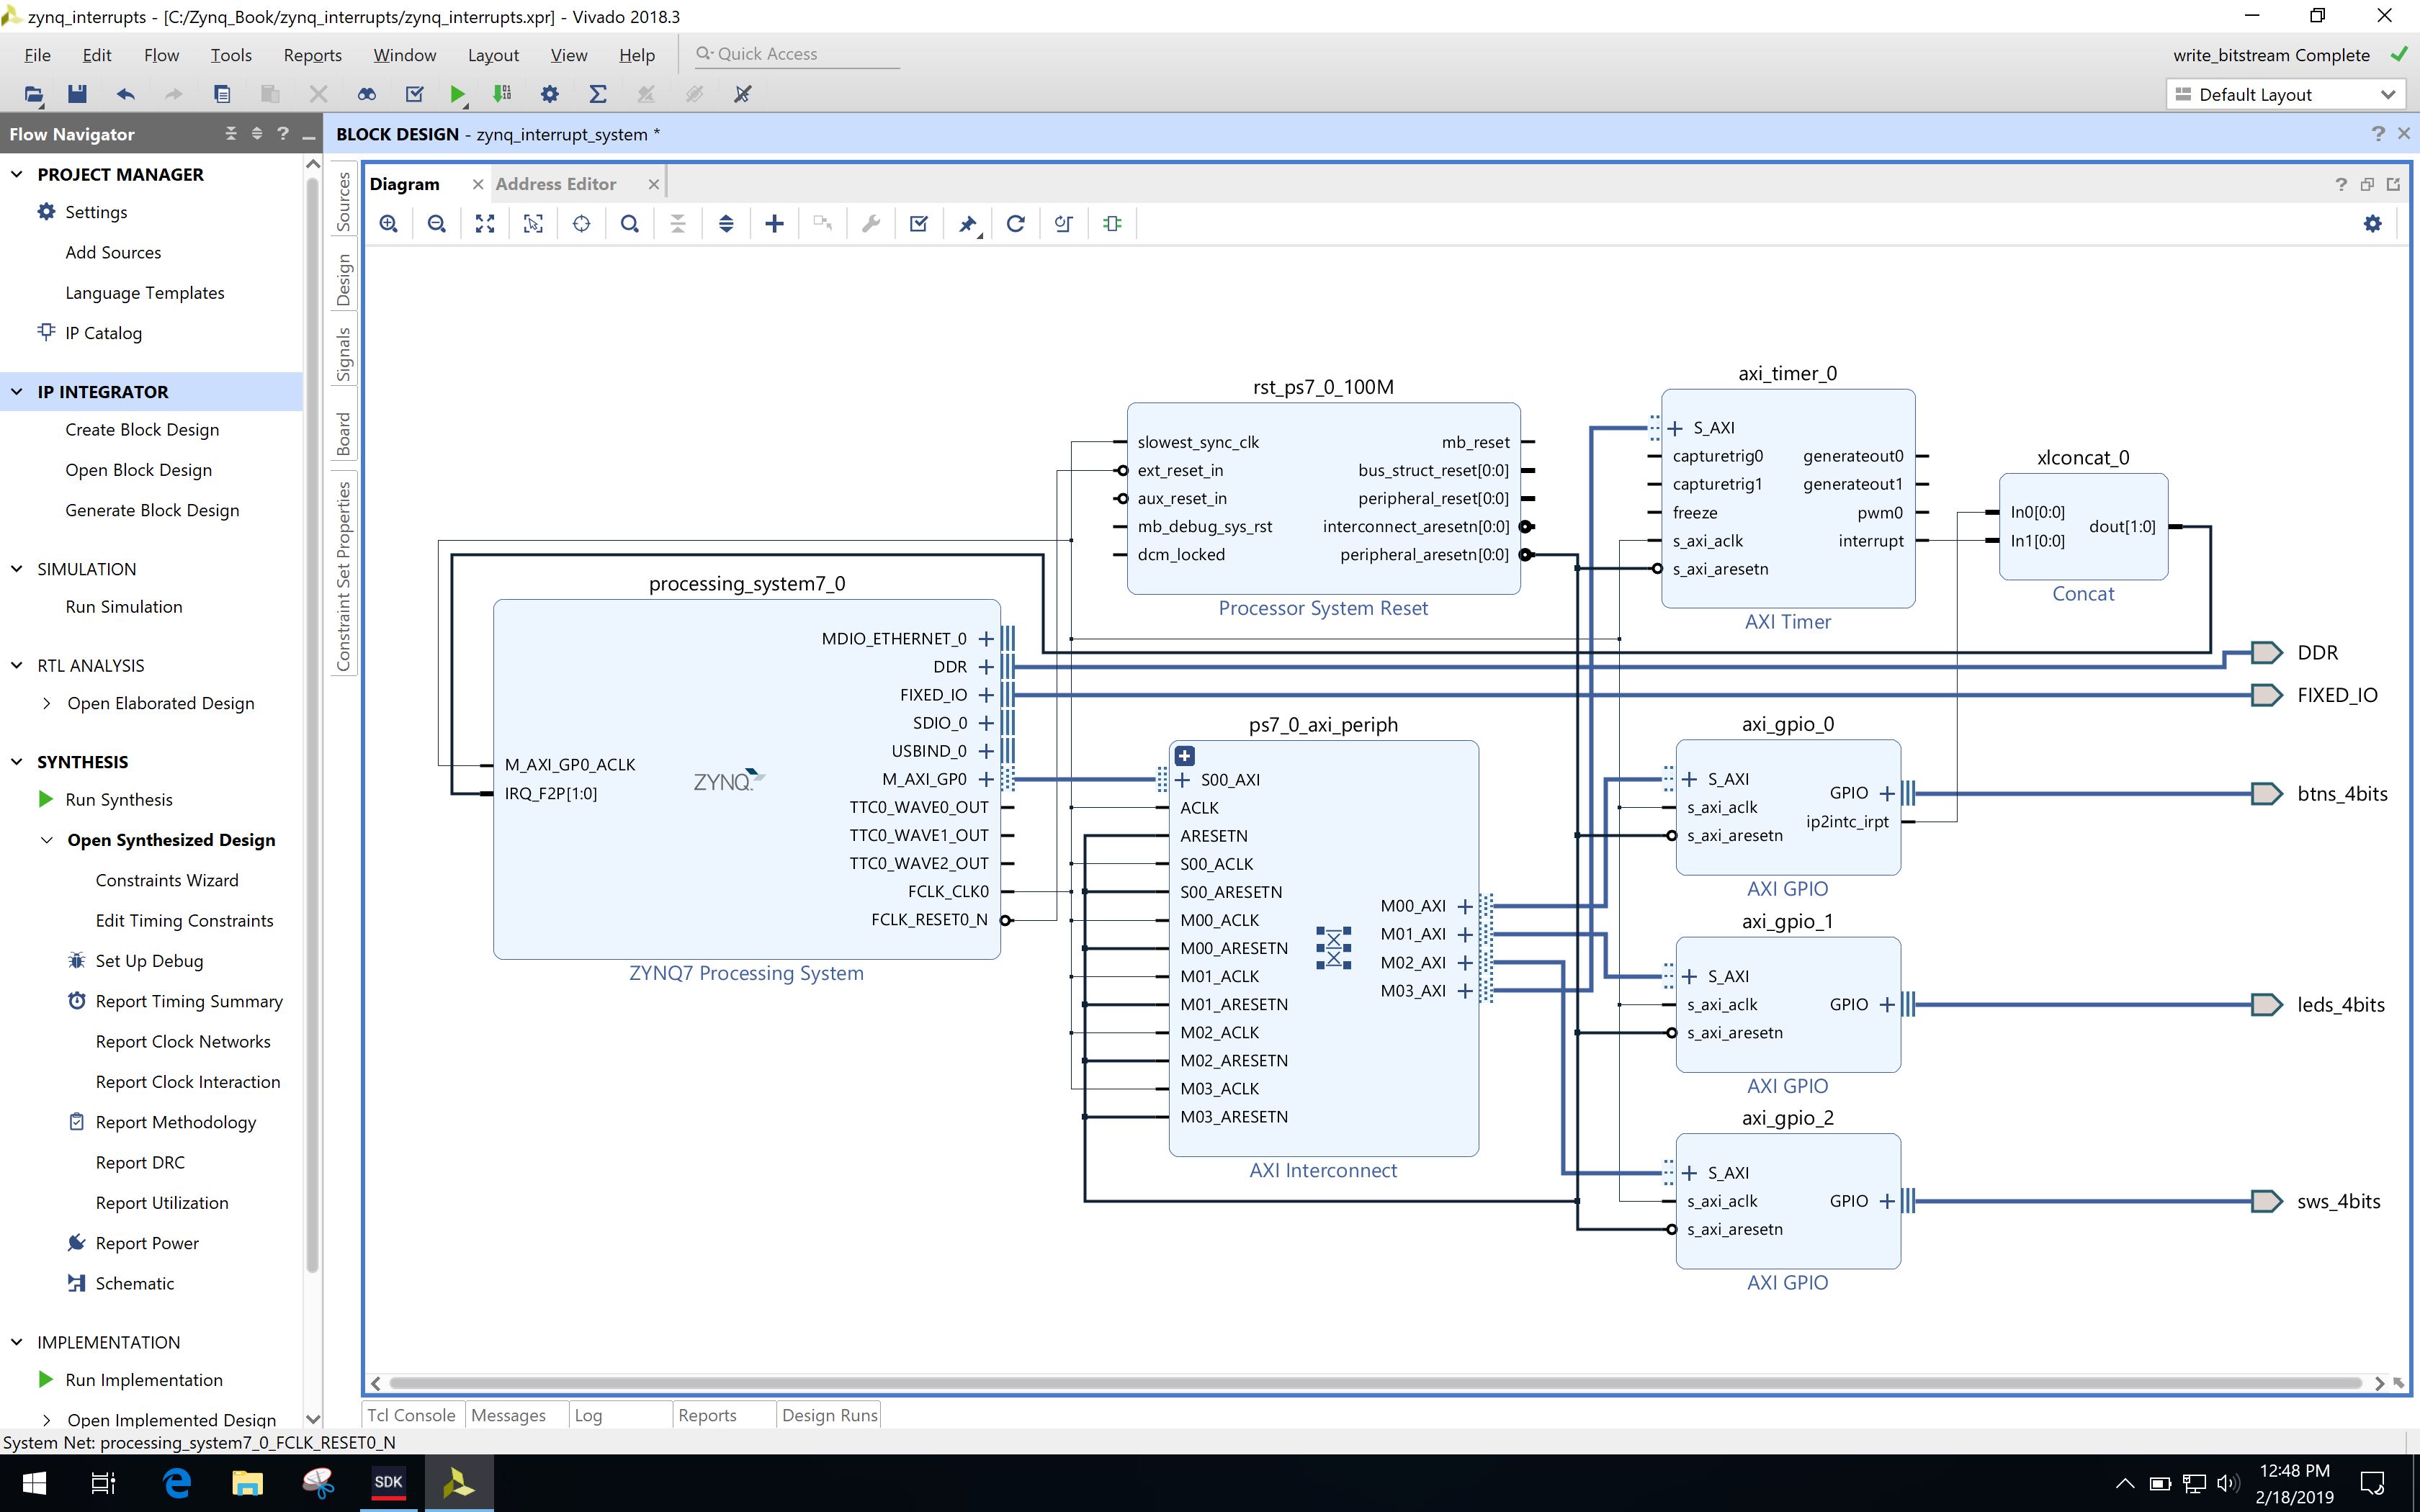 zynq_interrupts - [C:/Zynq_Book/zynq_interrupts/zynq_interrupts.xpr] - Vivado 2018.3
File Edit Flow Tools Reports Window Layout View Help Quick Access
write_bitstream Complete
Default Layout
Flow Navigator
BLOCK DESIGN - zynq_interrupt_system *
PROJECT MANAGER
Settings
Add Sources
Language Templates
IP Catalog
IP INTEGRATOR
Create Block Design
Open Block Design
Generate Block Design
SIMULATION
Run Simulation
RTL ANALYSIS
Open Elaborated Design
SYNTHESIS
Run Synthesis
Open Synthesized Design
Constraints Wizard
Edit Timing Constraints
Set Up Debug
Report Timing Summary
Report Clock Networks
Report Clock Interaction
Report Methodology
Report DRC
Report Utilization
Report Power
Schematic
IMPLEMENTATION
Run Implementation
Open Implemented Design
Sources
Design
Signals
Board
Constraint Set Properties
Diagram
Address Editor
processing_system7_0
MDIO_ETHERNET_0
DDR
FIXED_IO
SDIO_0
USBIND_0
M_AXI_GP0
TTC0_WAVE0_OUT
TTC0_WAVE1_OUT
TTC0_WAVE2_OUT
FCLK_CLK0
FCLK_RESET0_N
M_AXI_GP0_ACLK
IRQ_F2P[1:0]
ZYNQ
ZYNQ7 Processing System
rst_ps7_0_100M
slowest_sync_clk
ext_reset_in
aux_reset_in
mb_debug_sys_rst
dcm_locked
mb_reset
bus_struct_reset[0:0]
peripheral_reset[0:0]
interconnect_aresetn[0:0]
peripheral_aresetn[0:0]
Processor System Reset
ps7_0_axi_periph
S00_AXI
ACLK
ARESETN
S00_ACLK
S00_ARESETN
M00_ACLK
M00_ARESETN
M01_ACLK
M01_ARESETN
M02_ACLK
M02_ARESETN
M03_ACLK
M03_ARESETN
M00_AXI
M01_AXI
M02_AXI
M03_AXI
AXI Interconnect
axi_timer_0
S_AXI
capturetrig0
capturetrig1
freeze
s_axi_aclk
s_axi_aresetn
generateout0
generateout1
pwm0
interrupt
AXI Timer
xlconcat_0
In0[0:0]
In1[0:0]
dout[1:0]
Concat
DDR
FIXED_IO
axi_gpio_0
S_AXI
s_axi_aclk
s_axi_aresetn
GPIO
ip2intc_irpt
AXI GPIO
btns_4bits
axi_gpio_1
S_AXI
s_axi_aclk
s_axi_aresetn
GPIO
AXI GPIO
leds_4bits
axi_gpio_2
S_AXI
s_axi_aclk
s_axi_aresetn
GPIO
AXI GPIO
sws_4bits
Tcl Console Messages Log Reports Design Runs
System Net: processing_system7_0_FCLK_RESET0_N
SDK
12:48 PM
2/18/2019